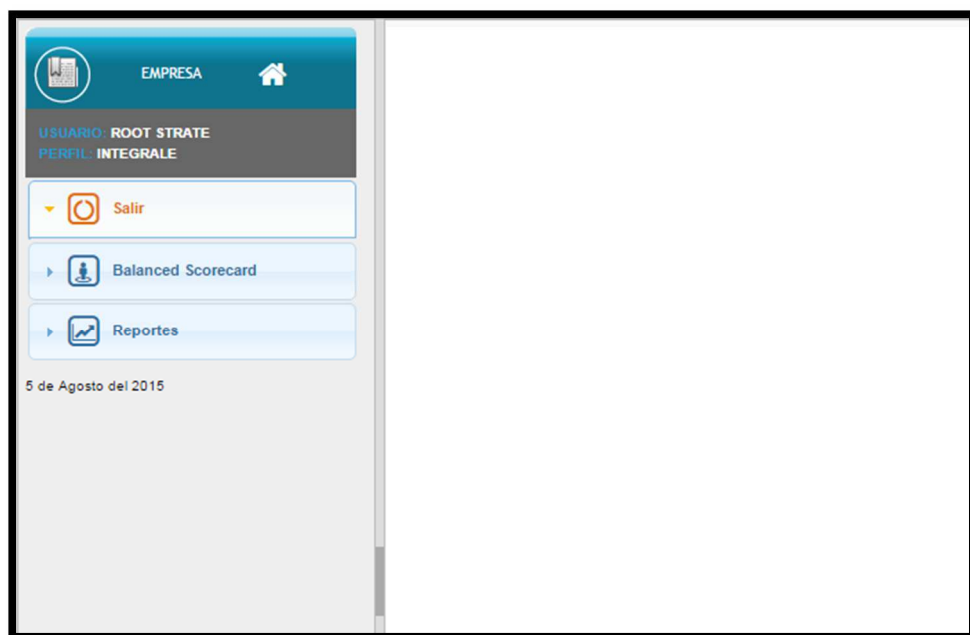 EMPRESA
USUARIO: ROOT STRATE
PERFIL: INTEGRALE
Salir
Balanced Scorecard
Reportes
5 de Agosto del 2015